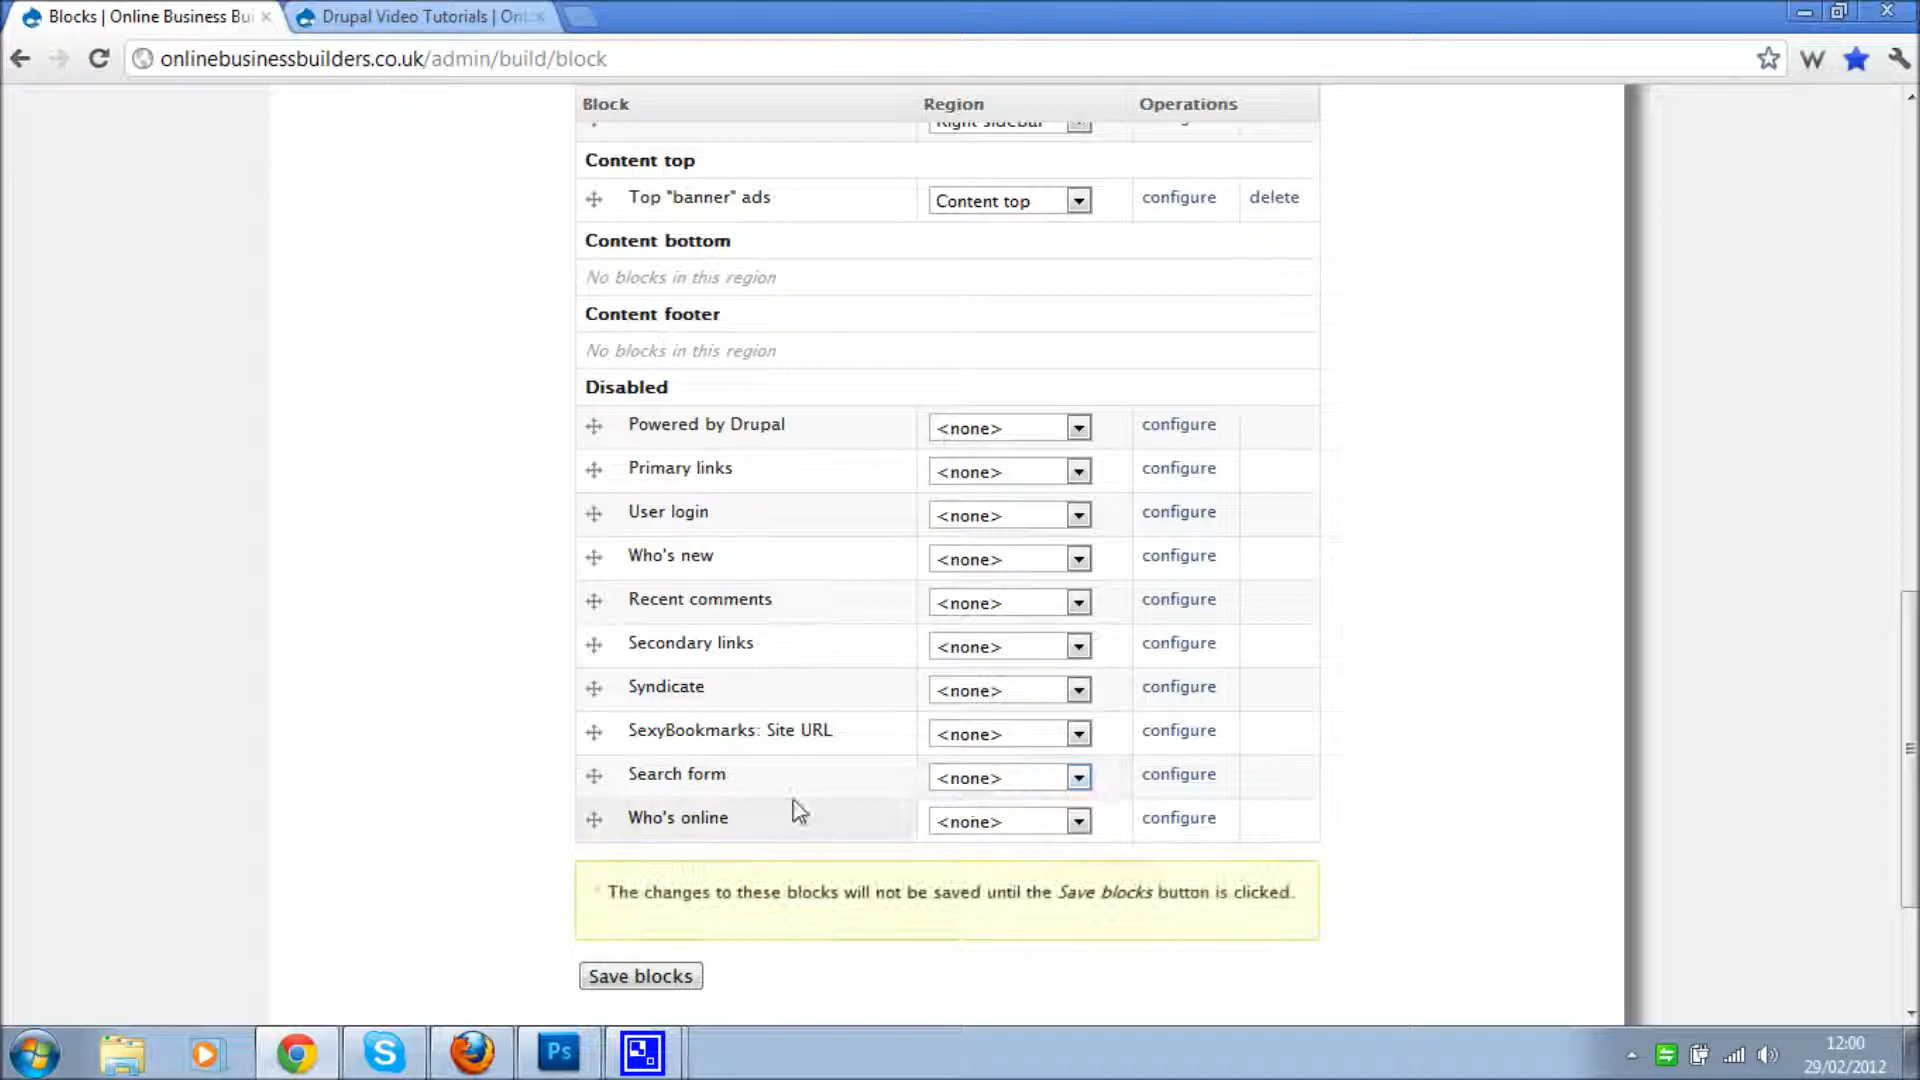 Blocks | Online Business Bui
Drupal Video Tutorials | Onl
onlinebusinessbuilders.co.uk/admin/build/block
W
Block Region Operations
Right sidebar
Content top
Top "banner" ads Content top configure delete
Content bottom
No blocks in this region
Content footer
No blocks in this region
Disabled
Powered by Drupal <none> configure
Primary links <none> configure
User login <none> configure
Who's new <none> configure
Recent comments <none> configure
Secondary links <none> configure
Syndicate <none> configure
SexyBookmarks: Site URL <none> configure
Search form <none> configure
Who's online <none> configure
* The changes to these blocks will not be saved until the Save blocks button is clicked.
Save blocks
Ps
12:00
29/02/2012